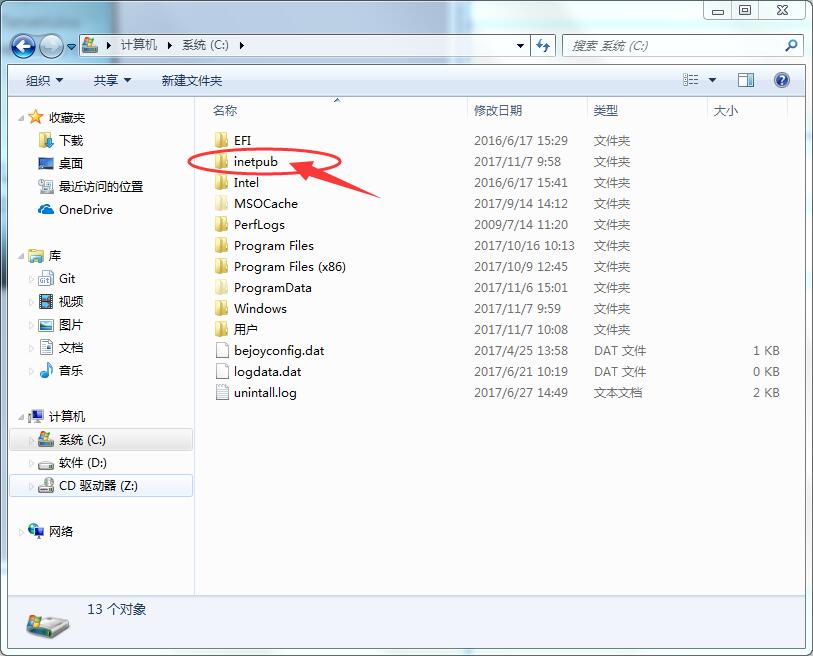 计算机 系统 (C:) 搜索 系统 (C:)
组织 共享 新建文件夹
收藏夹
下载
桌面
最近访问的位置
OneDrive
库
Git
视频
图片
文档
音乐
计算机
系统 (C:)
软件 (D:)
CD 驱动器 (Z:)
网络
名称 修改日期 类型 大小
EFI 2016/6/17 15:29 文件夹
inetpub 2017/11/7 9:58 文件夹
Intel 2016/6/17 15:41 文件夹
MSOCache 2017/9/14 14:12 文件夹
PerfLogs 2009/7/14 11:20 文件夹
Program Files 2017/10/16 10:13 文件夹
Program Files (x86) 2017/10/9 12:45 文件夹
ProgramData 2017/11/6 15:01 文件夹
Windows 2017/11/7 9:59 文件夹
用户 2017/11/7 10:08 文件夹
bejoyconfig.dat 2017/4/25 13:58 DAT 文件 1 KB
logdata.dat 2017/6/21 10:19 DAT 文件 0 KB
unintall.log 2017/6/27 14:49 文本文档 2 KB
13 个对象